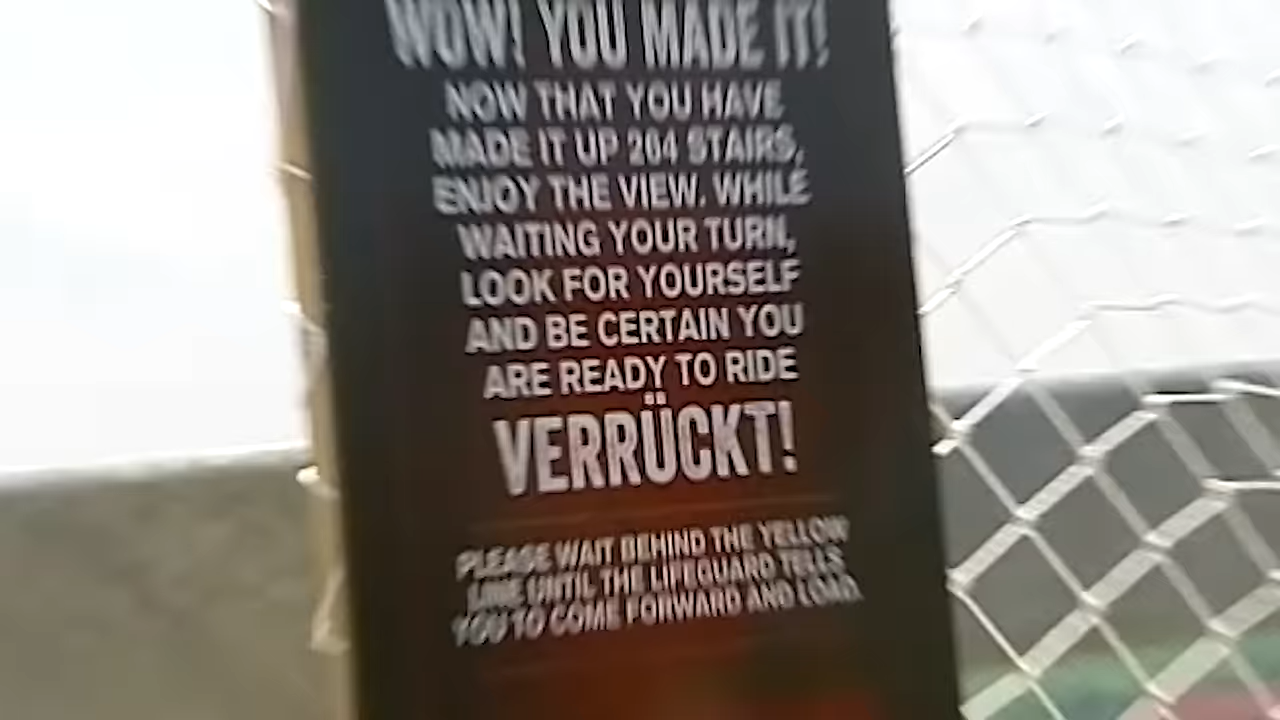 WOW! YOU MADE IT!
NOW THAT YOU HAVE
MADE IT UP 264 STAIRS,
ENJOY THE VIEW. WHILE
WAITING YOUR TURN,
LOOK FOR YOURSELF
AND BE CERTAIN YOU
ARE READY TO RIDE
VERRÜCKT!
PLEASE WAIT BEHIND THE YELLOW
LINE UNTIL THE LIFEGUARD TELLS
YOU TO COME FORWARD AND LOAD.